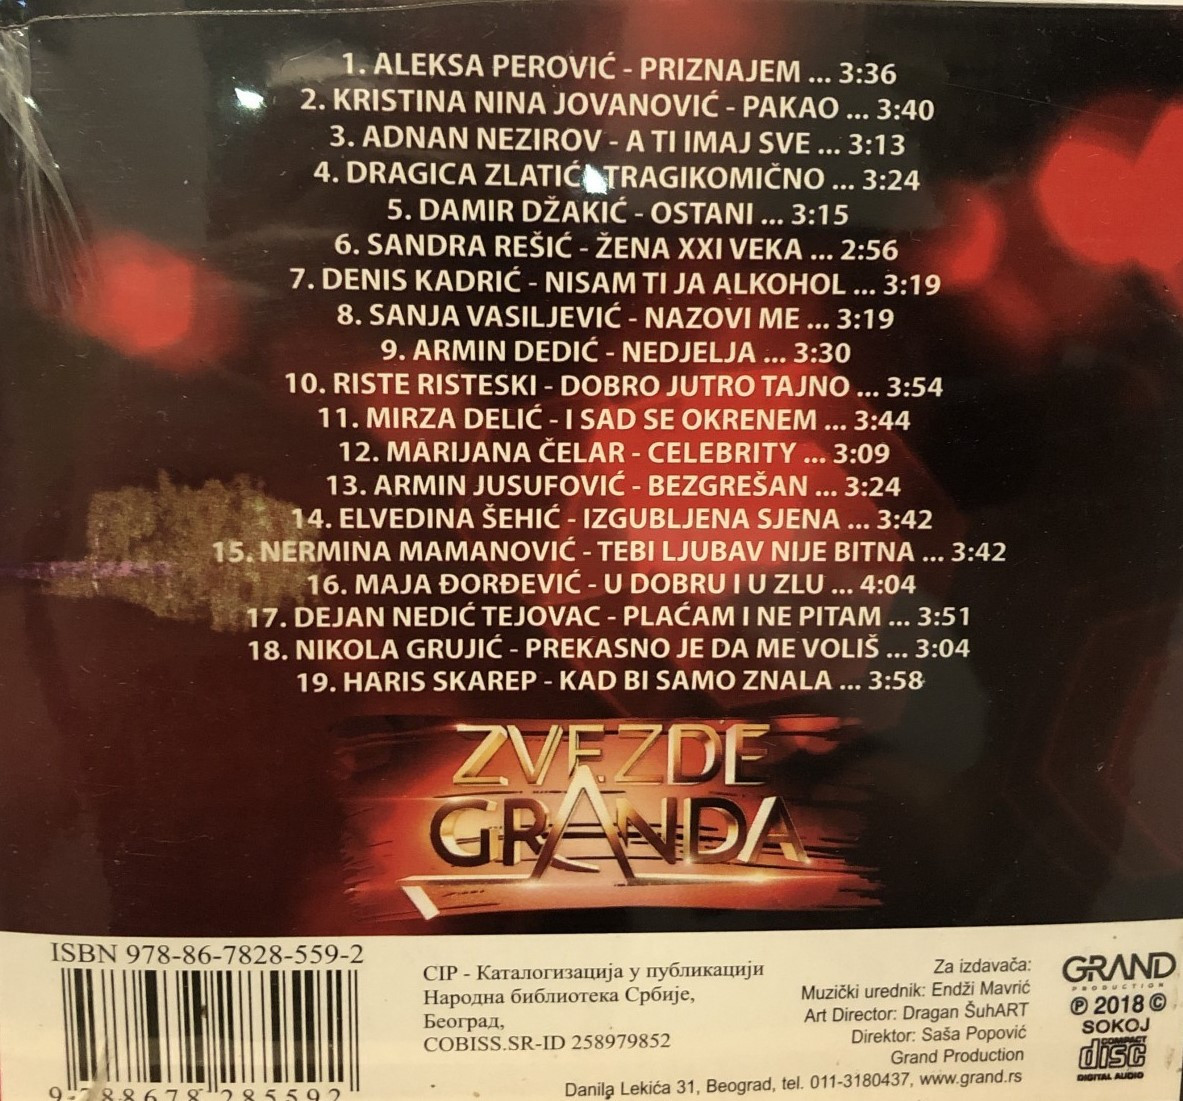 1. ALEKSA PEROVIĆ - PRIZNAJEM ... 3:36
2. KRISTINA NINA JOVANOVIĆ - PAKAO ... 3:40
3. ADNAN NEZIROV - A TI IMAJ SVE ... 3:13
4. DRAGICA ZLATIĆ - TRAGIKOMIČNO ... 3:24
5. DAMIR DŽAKIĆ - OSTANI ... 3:15
6. SANDRA REŠIĆ - ŽENA XXI VEKA ... 2:56
7. DENIS KADRIĆ - NISAM TI JA ALKOHOL ... 3:19
8. SANJA VASILJEVIĆ - NAZOVI ME ... 3:19
9. ARMIN DEDIĆ - NEDJELJA ... 3:30
10. RISTE RISTESKI - DOBRO JUTRO TAJNO ... 3:54
11. MIRZA DELIĆ - I SAD SE OKRENEM ... 3:44
12. MARIJANA ČELAR - CELEBRITY ... 3:09
13. ARMIN JUSUFOVIĆ - BEZGREŠAN ... 3:24
14. ELVEDINA ŠEHIĆ - IZGUBLJENA SJENA ... 3:42
15. NERMINA MAMANOVIĆ - TEBI LJUBAV NIJE BITNA ... 3:42
16. MAJA ĐORĐEVIĆ - U DOBRU I U ZLU ... 4:04
17. DEJAN NEDIĆ TEJOVAC - PLAĆAM I NE PITAM ... 3:51
18. NIKOLA GRUJIĆ - PREKASNO JE DA ME VOLIŠ ... 3:04
19. HARIS SKAREP - KAD BI SAMO ZNALA ... 3:58
ZVEZDE
GRANDA
ISBN 978-86-7828-559-2
9 788678 285592
CIP - Каталогизација у публикацији
Народна библиотека Србије,
Београд,
COBISS.SR-ID 258979852
Za izdavača:
Muzički urednik: Endži Mavrić
Art Director: Dragan ŠuhART
Direktor: Saša Popović
Grand Production
Danila Lekića 31, Beograd, tel. 011-3180437, www.grand.rs
GRAND
PRODUCTION
℗ 2018 ©
SOKOJ
COMPACT
disc
DIGITAL AUDIO